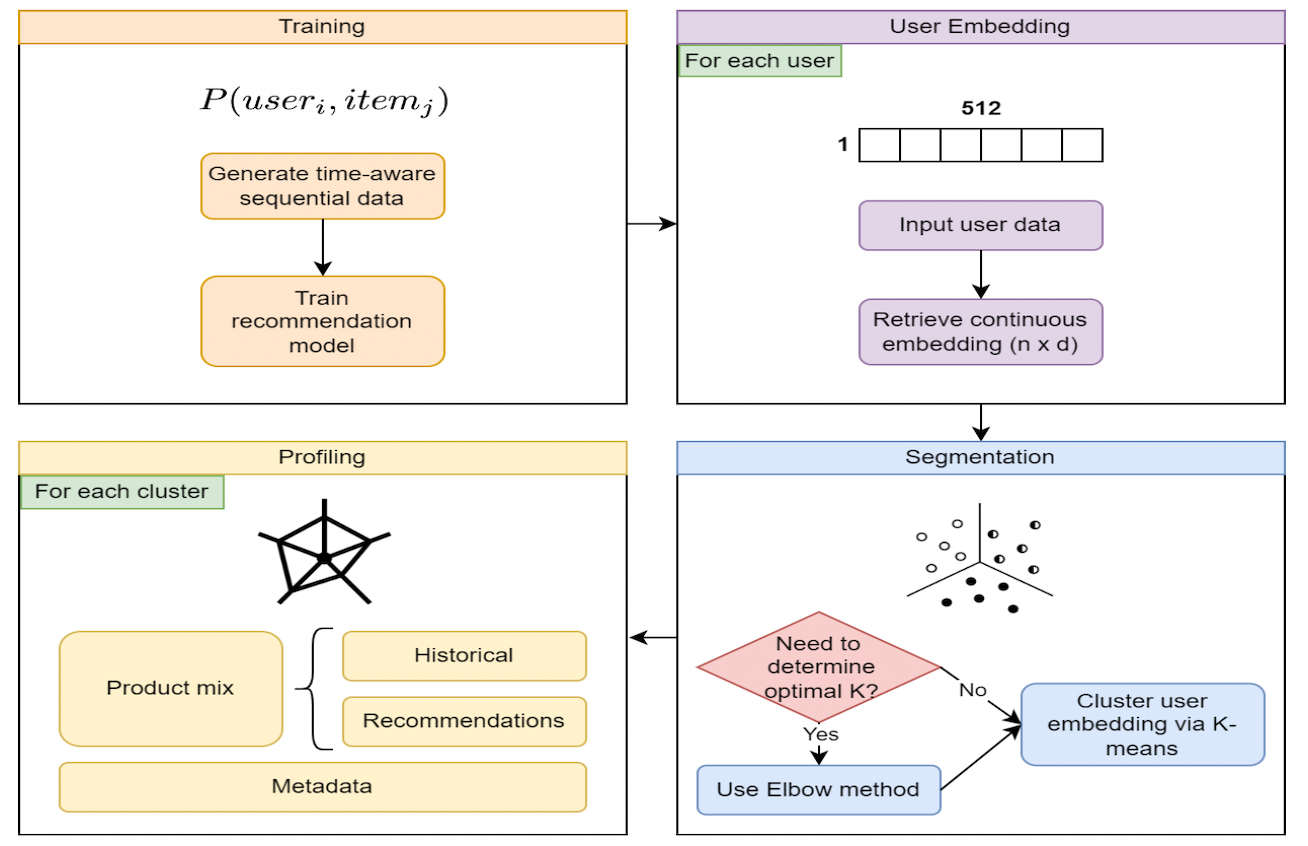 Training
P(user_i, item_j)
Generate time-aware
sequential data
Train
recommendation
model
User Embedding
For each user
512
1
Input user data
Retrieve continuous
embedding (n x d)
Segmentation
Need to
determine
optimal K?
No
Yes
Use Elbow method
Cluster user
embedding via K-
means
Profiling
For each cluster
Product mix
Historical
Recommendations
Metadata